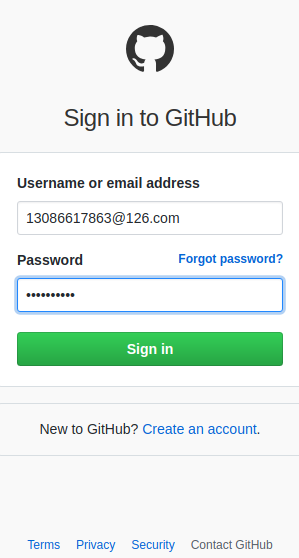 Sign in to GitHub
Username or email address
13086617863@126.com
Password Forgot password?
••••••••••
Sign in
New to GitHub? Create an account.
Terms Privacy Security Contact GitHub